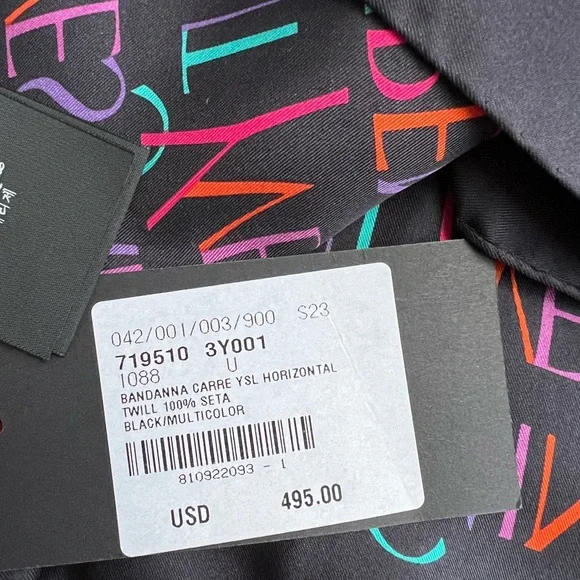 042/001/003/900 S23
719510 3Y001
1088 U
BANDANNA CARRE YSL HORIZONTAL
TWILL 100% SETA
BLACK/MULTICOLOR
810922093 - 1
USD 495.00